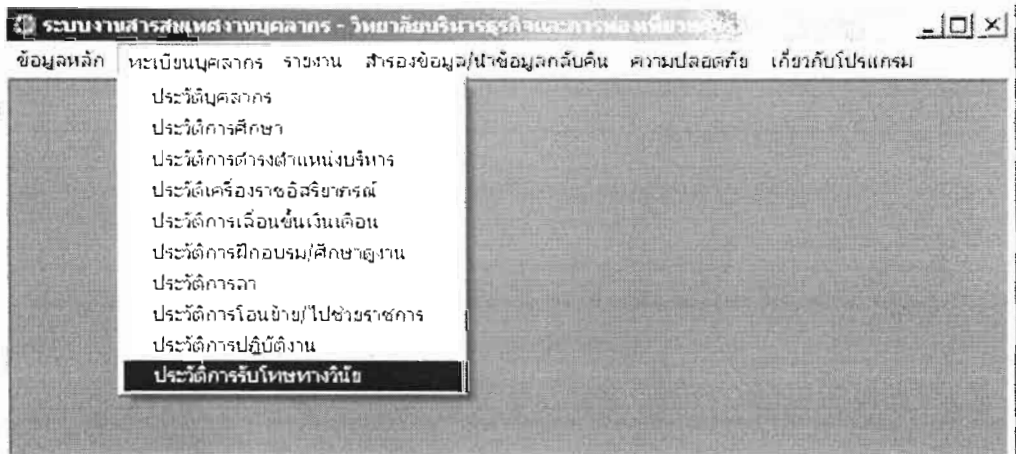 ระบบงานสารสนเทศงานบุคลากร - วิทยาลัยบริหารธุรกิจและการท่องเที่ยว
ข้อมูลหลัก ทะเบียนบุคลากร รายงาน สำรองข้อมูล/นำข้อมูลกลับคืน ความปลอดภัย เกี่ยวกับโปรแกรม
ประวัติบุคลากร
ประวัติการศึกษา
ประวัติการดำรงตำแหน่งบริหาร
ประวัติเครื่องราชอิสริยาภรณ์
ประวัติการเลื่อนขั้นเงินเดือน
ประวัติการฝึกอบรม/ศึกษาดูงาน
ประวัติการลา
ประวัติการโอนย้าย/ไปช่วยราชการ
ประวัติการปฏิบัติงาน
ประวัติการรับโทษทางวินัย